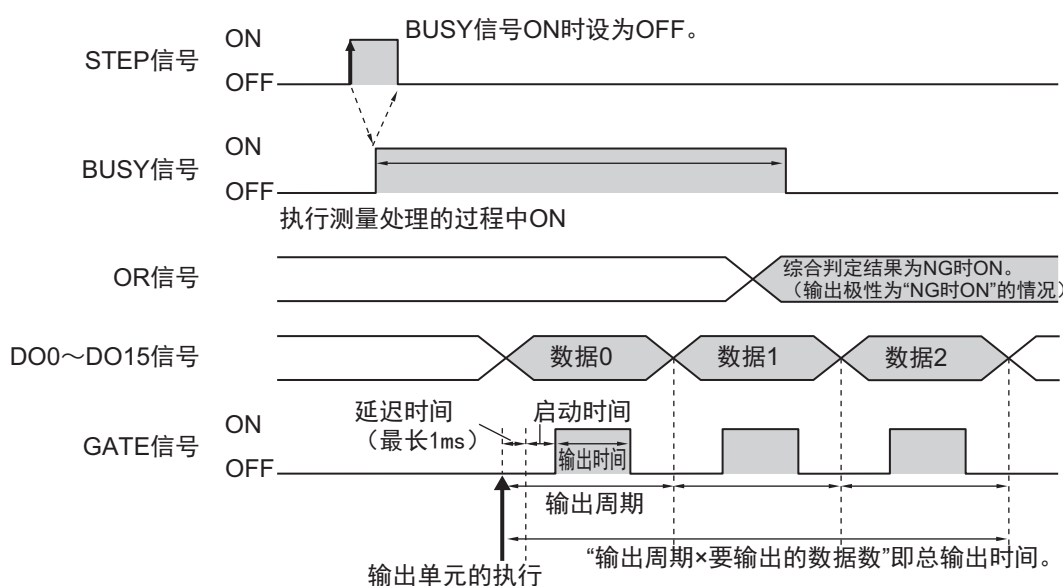 BUSY信号ON时设为OFF。
STEP信号
ON
OFF
BUSY信号
ON
OFF
执行测量处理的过程中ON
OR信号
综合判定结果为NG时ON。
（输出极性为“NG时ON”的情况）
DO0～DO15信号
数据0
数据1
数据2
延迟时间
（最长1ms）
启动时间
GATE信号
ON
OFF
输出时间
输出周期
“输出周期×要输出的数据数”即总输出时间。
输出单元的执行